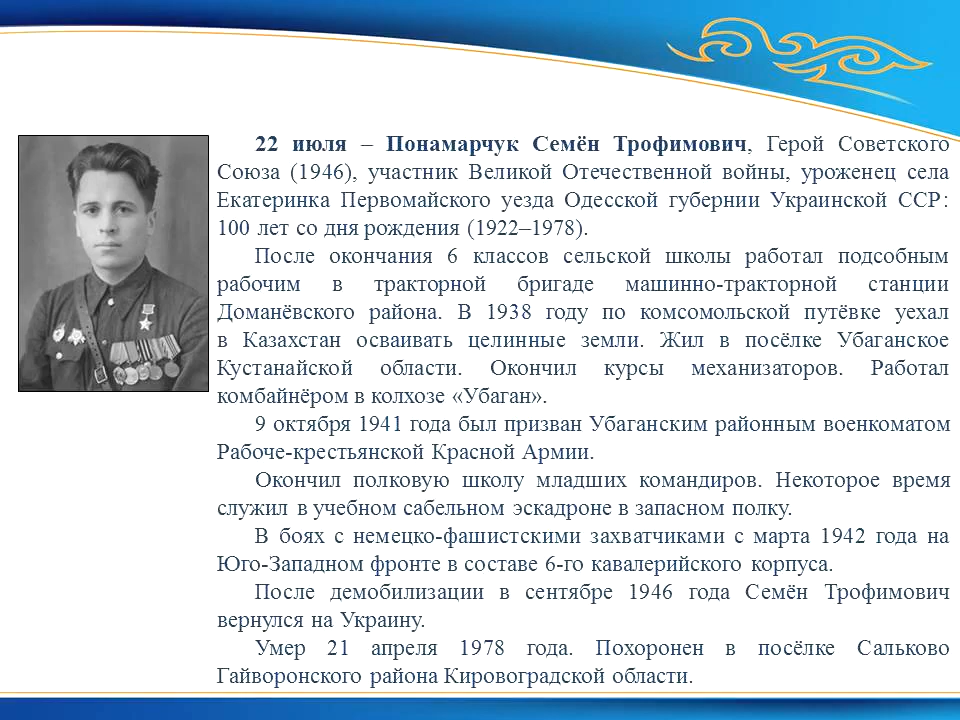 22 июля – Понамарчук Семён Трофимович, Герой Советского
Союза (1946), участник Великой Отечественной войны, уроженец села
Екатеринка Первомайского уезда Одесской губернии Украинской ССР:
100 лет со дня рождения (1922–1978).
После окончания 6 классов сельской школы работал подсобным
рабочим в тракторной бригаде машинно-тракторной станции
Доманёвского района. В 1938 году по комсомольской путёвке уехал
в Казахстан осваивать целинные земли. Жил в посёлке Убаганское
Кустанайской области. Окончил курсы механизаторов. Работал
комбайнёром в колхозе «Убаган».
9 октября 1941 года был призван Убаганским районным военкоматом
Рабоче-крестьянской Красной Армии.
Окончил полковую школу младших командиров. Некоторое время
служил в учебном сабельном эскадроне в запасном полку.
В боях с немецко-фашистскими захватчиками с марта 1942 года на
Юго-Западном фронте в составе 6-го кавалерийского корпуса.
После демобилизации в сентябре 1946 года Семён Трофимович
вернулся на Украину.
Умер 21 апреля 1978 года. Похоронен в посёлке Сальково
Гайворонского района Кировоградской области.